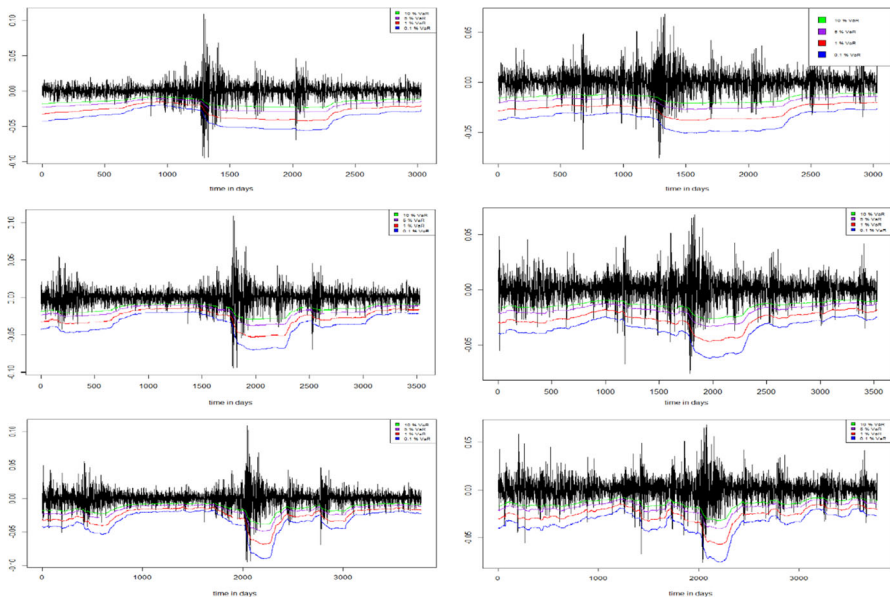 0.10
0.05
0.00
-0.05
-0.10
0 500 1000 1500 2000 2500 3000
time in days
10 % VaR
5 % VaR
1 % VaR
0.1 % VaR
0.05
0.00
-0.05
0 500 1000 1500 2000 2500 3000
time in days
10 % VaR
5 % VaR
1 % VaR
0.1 % VaR
0.10
0.05
0.00
-0.05
-0.10
0 500 1000 1500 2000 2500 3000 3500
time in days
10 % VaR
5 % VaR
1 % VaR
0.1 % VaR
0.05
0.00
-0.05
0 500 1000 1500 2000 2500 3000 3500
time in days
10 % VaR
5 % VaR
1 % VaR
0.1 % VaR
0.10
0.05
0.00
-0.05
-0.10
0 1000 2000 3000
time in days
10 % VaR
5 % VaR
1 % VaR
0.1 % VaR
0.05
0.00
-0.05
0 1000 2000 3000
time in days
10 % VaR
5 % VaR
1 % VaR
0.1 % VaR